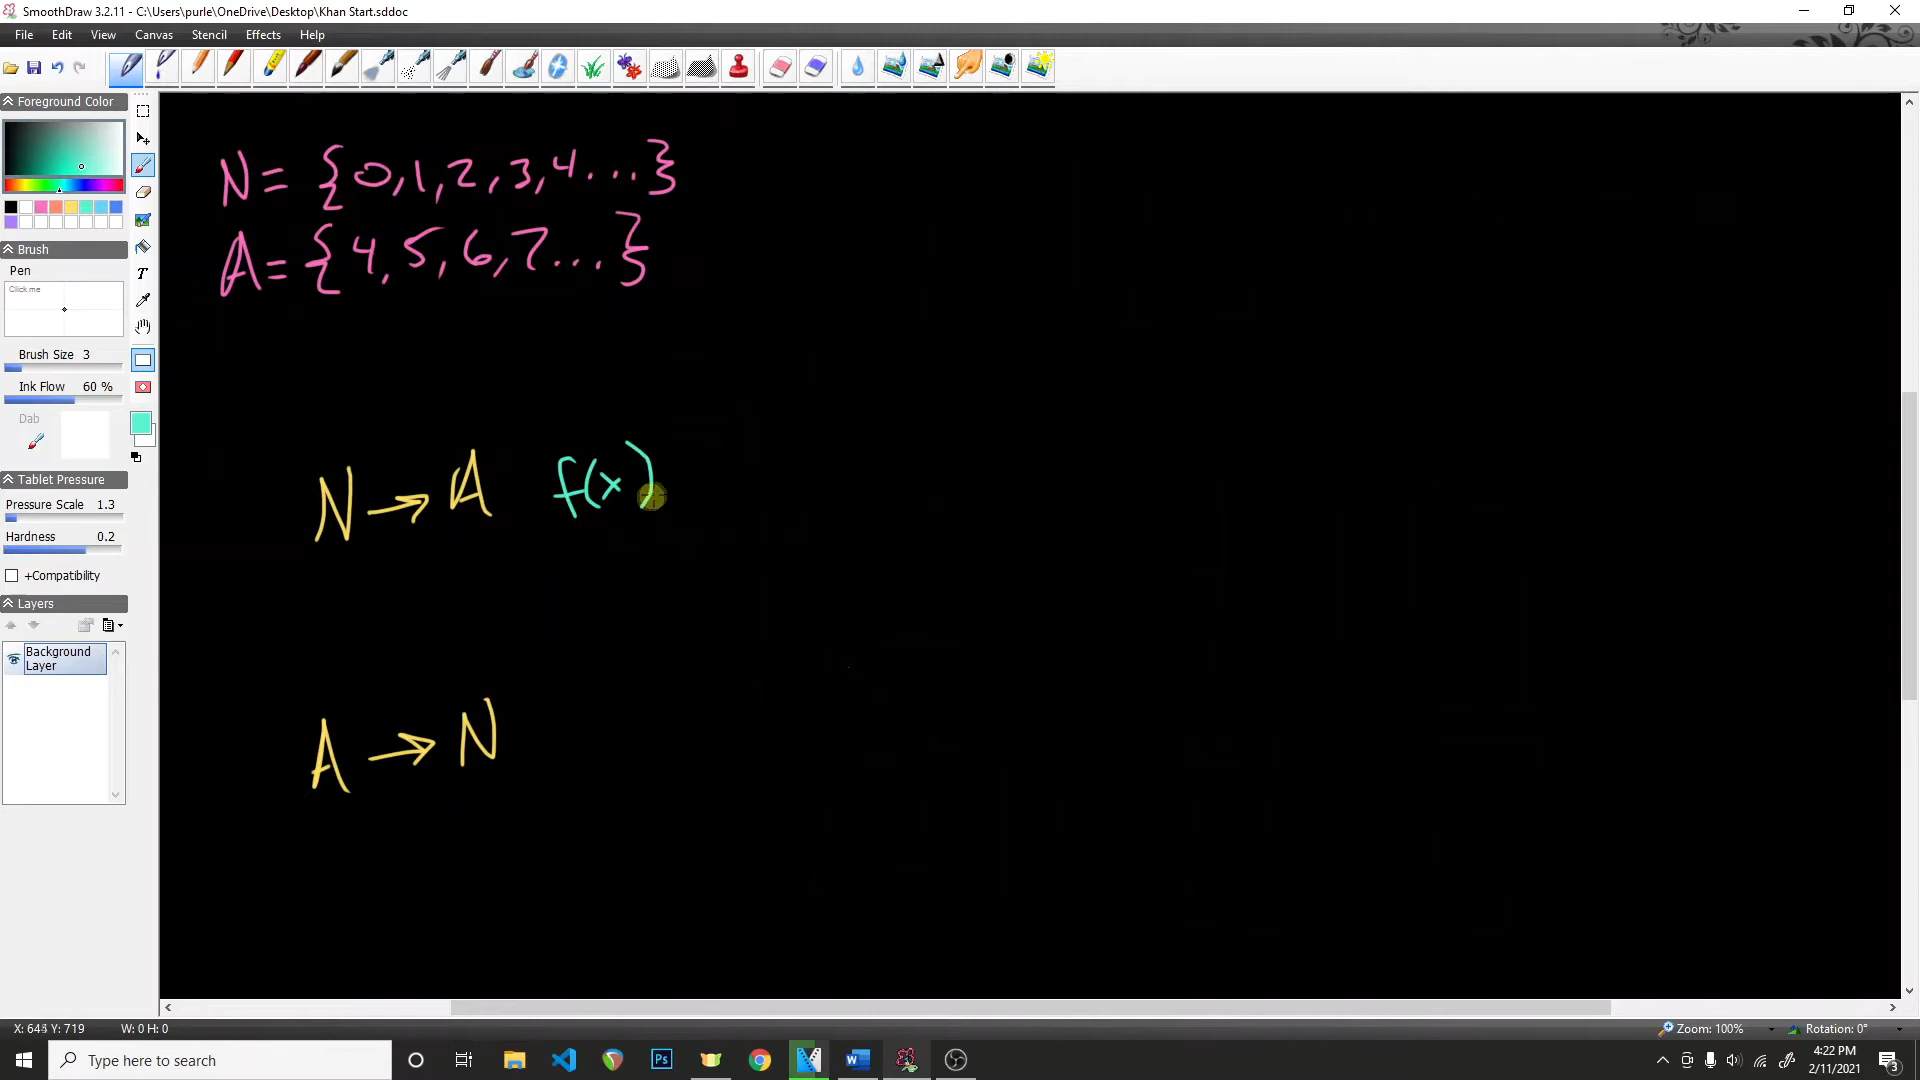 SmoothDraw 3.2.11 - C:\Users\purle\OneDrive\Desktop\Khan Start.sddoc
File Edit View Canvas Stencil Effects Help
Foreground Color
Brush
Pen
Click me
Brush Size 3
Ink Flow 60 %
Dab
Tablet Pressure
Pressure Scale 1.3
Hardness 0.2
+Compatibility
Layers
Background
Layer
N = {0, 1, 2, 3, 4 . . . }
A = {4, 5, 6, 7 . . . }
N → A f(x)
A → N
X: 644 Y: 719 W: 0 H: 0
Zoom: 100% Rotation: 0°
Type here to search
Ps
4:22 PM
2/11/2021
3